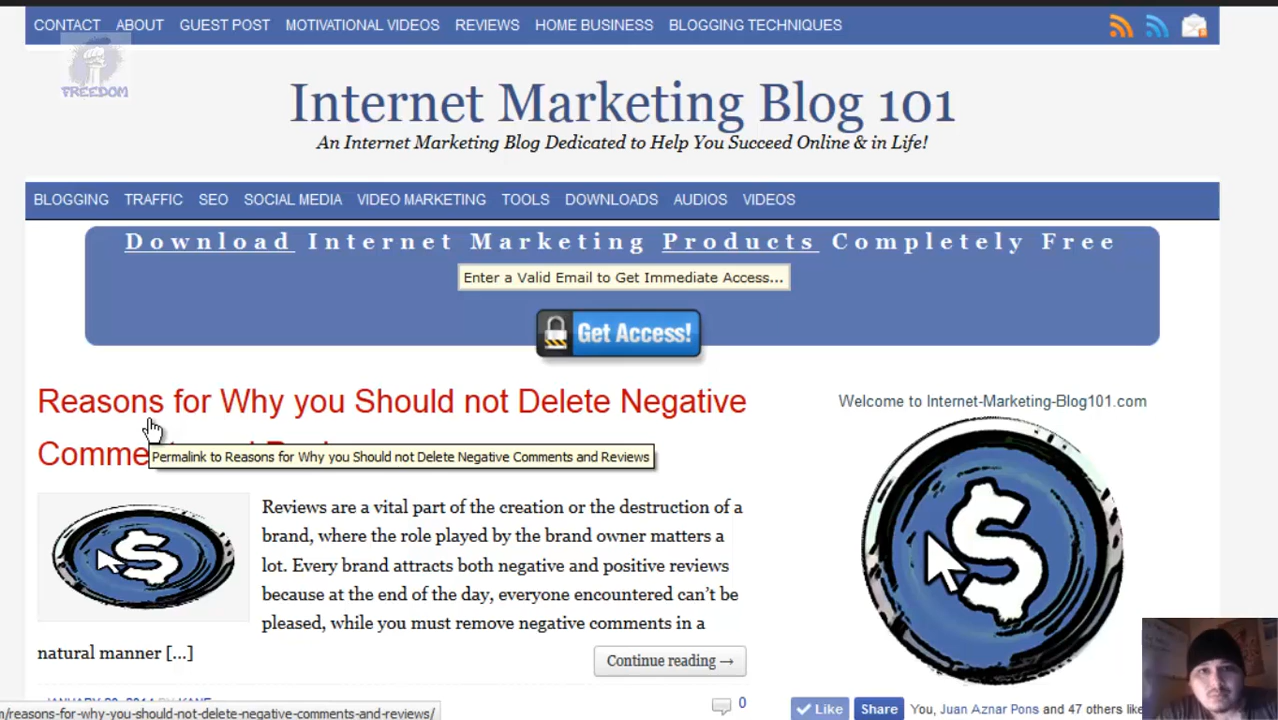 CONTACT ABOUT GUEST POST MOTIVATIONAL VIDEOS REVIEWS HOME BUSINESS BLOGGING TECHNIQUES
FREEDOM
Internet Marketing Blog 101
An Internet Marketing Blog Dedicated to Help You Succeed Online & in Life!
BLOGGING TRAFFIC SEO SOCIAL MEDIA VIDEO MARKETING TOOLS DOWNLOADS AUDIOS VIDEOS
Download Internet Marketing Products Completely Free
Enter a Valid Email to Get Immediate Access...
Get Access!
Reasons for Why you Should not Delete Negative
Permalink to Reasons for Why you Should not Delete Negative Comments and Reviews
Reviews are a vital part of the creation or the destruction of a
brand, where the role played by the brand owner matters a
lot. Every brand attracts both negative and positive reviews
because at the end of the day, everyone encountered can’t be
pleased, while you must remove negative comments in a
natural manner [...]
Continue reading →
0
/reasons-for-why-you-should-not-delete-negative-comments-and-reviews/
Welcome to Internet-Marketing-Blog101.com
$
Like Share You, Juan Aznar Pons and 47 others